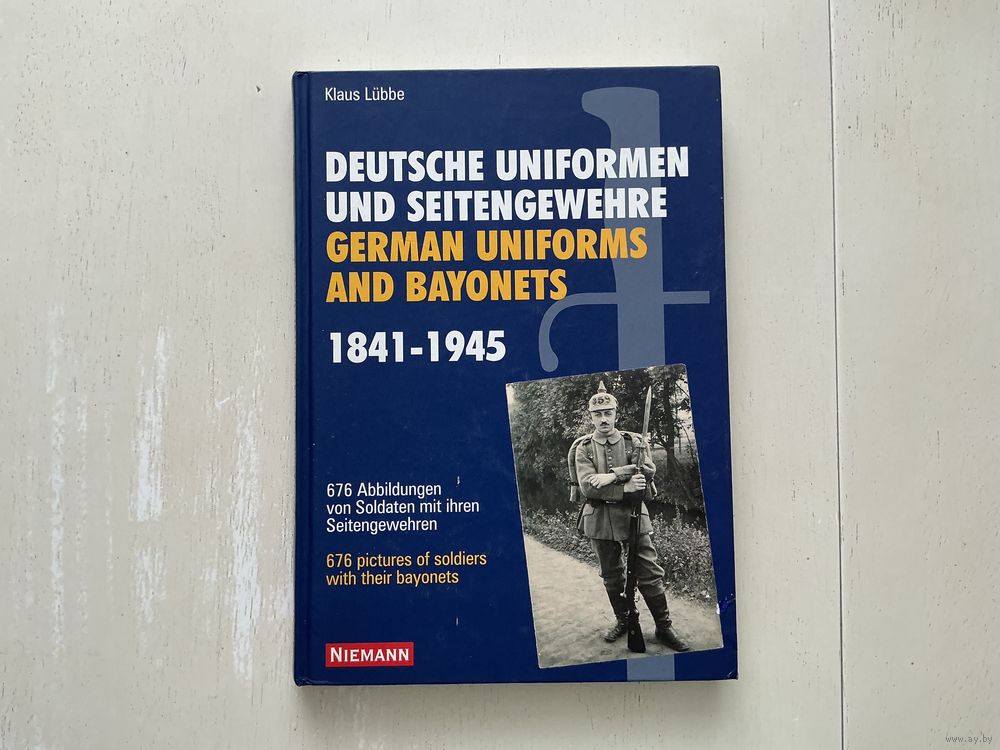 Klaus Lübbe
DEUTSCHE UNIFORMEN
UND SEITENGEWEHRE
GERMAN UNIFORMS
AND BAYONETS
1841-1945
676 Abbildungen
von Soldaten mit ihren
Seitengewehren
676 pictures of soldiers
with their bayonets
NIEMANN
www.ay.by